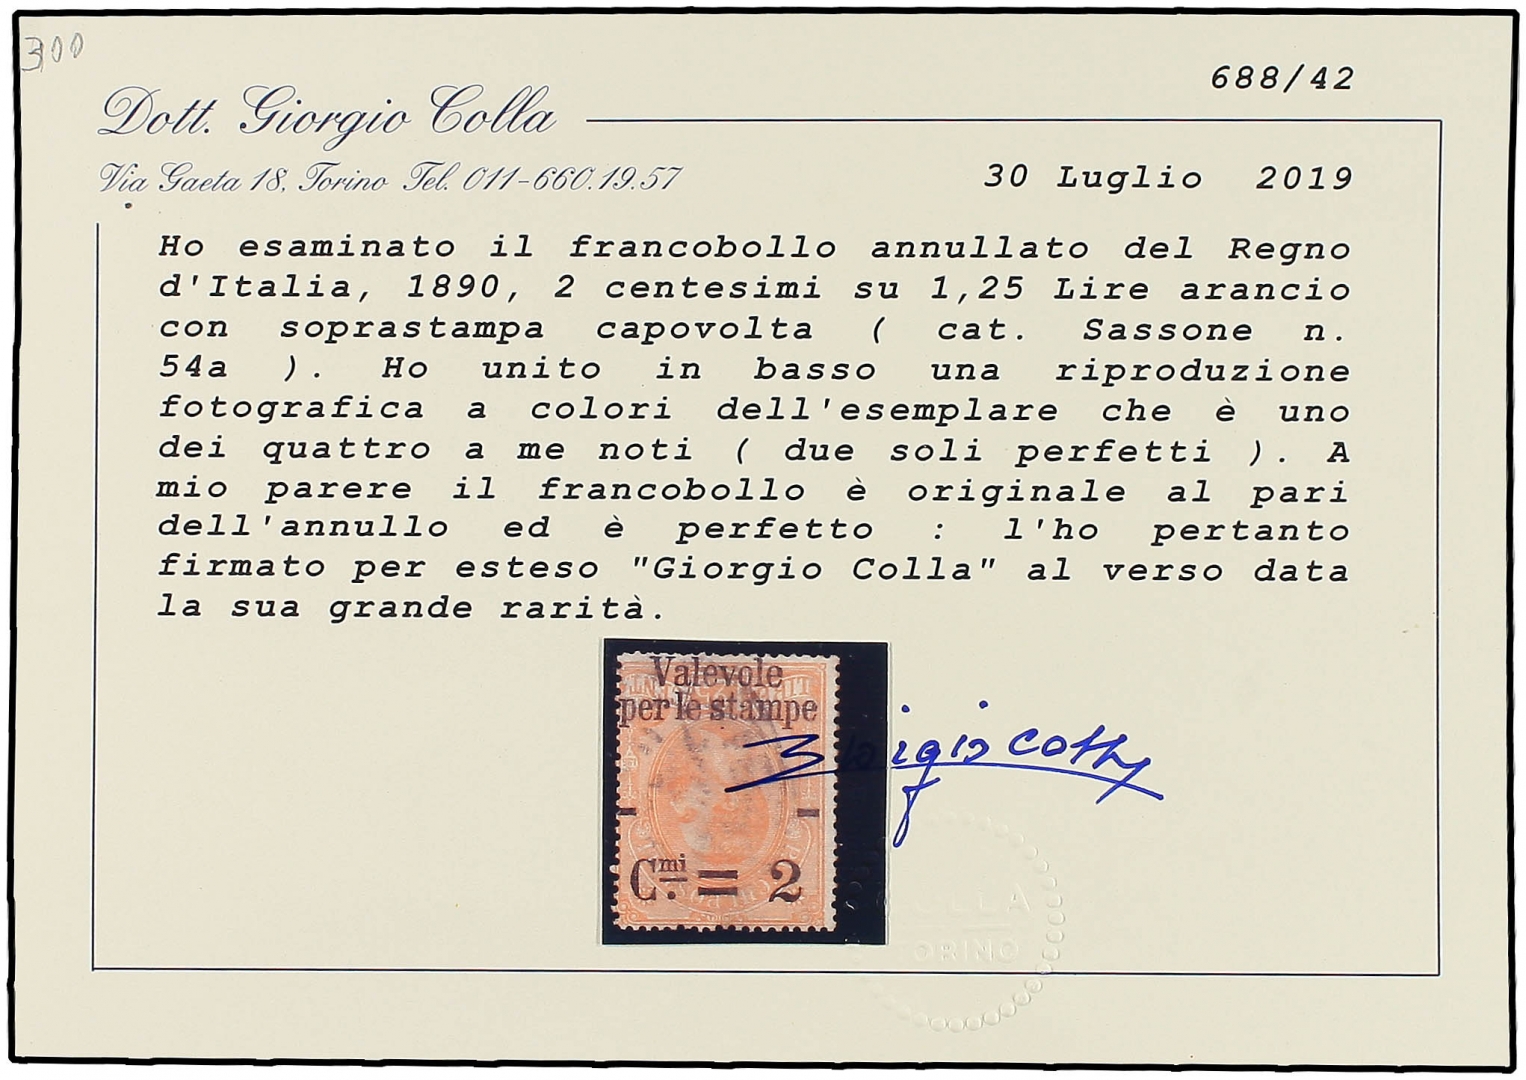 300
688/42
Dott. Giorgio Colla
Via Gaeta 18, Torino Tel. 011-660.19.57
30 Luglio 2019
Ho esaminato il francobollo annullato del Regno
d'Italia, 1890, 2 centesimi su 1,25 Lire arancio
con soprastampa capovolta ( cat. Sassone n.
54a ). Ho unito in basso una riproduzione
fotografica a colori dell'esemplare che è uno
dei quattro a me noti ( due soli perfetti ). A
mio parere il francobollo è originale al pari
dell'annullo ed è perfetto : l'ho pertanto
firmato per esteso "Giorgio Colla" al verso data
la sua grande rarità.
Valevole
per le stampe
Cmi. = 2
Giorgio Colla
COLLA
TORINO